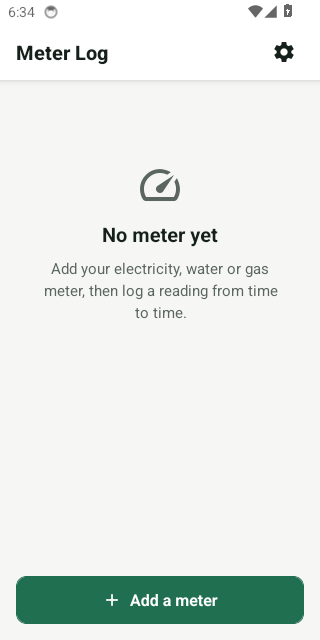 6:34
Meter Log
No meter yet
Add your electricity, water or gas
meter, then log a reading from time
to time.
Add a meter